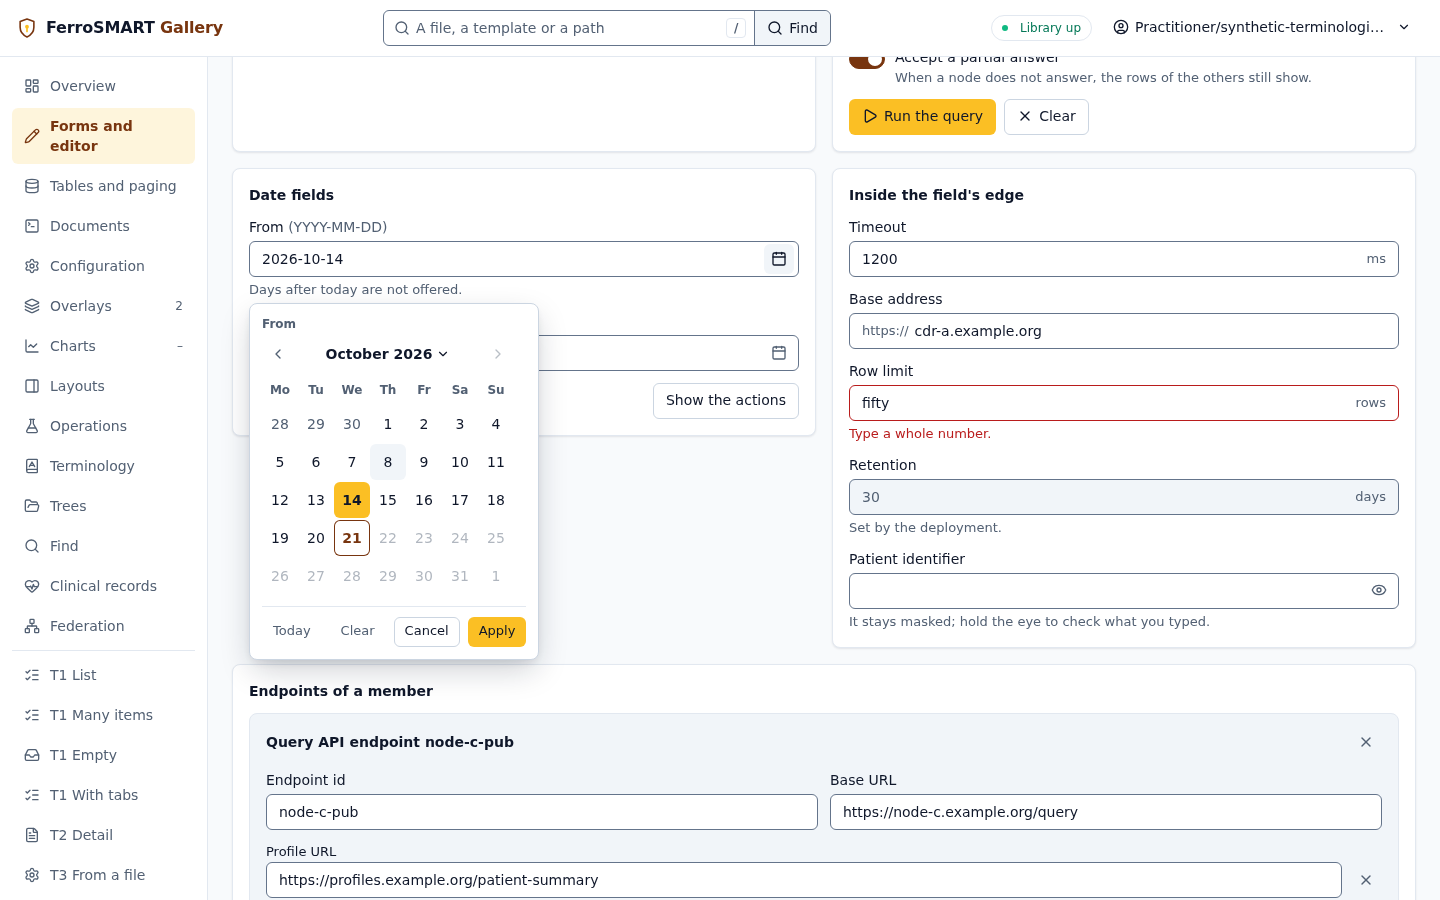 FerroSMART Gallery
A file, a template or a path
/
Find
Library up
Practitioner/synthetic-terminologi…
Overview
Forms and
editor
Tables and paging
Documents
Configuration
Overlays 2
Charts –
Layouts
Operations
Terminology
Trees
Find
Clinical records
Federation
T1 List
T1 Many items
T1 Empty
T1 With tabs
T2 Detail
T3 From a file
Accept a partial answer
When a node does not answer, the rows of the others still show.
Run the query
Clear
Date fields
From (YYYY-MM-DD)
2026-10-14
Days after today are not offered.
From
October 2026
Mo Tu We Th Fr Sa Su
28 29 30 1 2 3 4
5 6 7 8 9 10 11
12 13 14 15 16 17 18
19 20 21 22 23 24 25
26 27 28 29 30 31 1
Today Clear Cancel Apply
Show the actions
Inside the field's edge
Timeout
1200 ms
Base address
https:// cdr-a.example.org
Row limit
fifty rows
Type a whole number.
Retention
30 days
Set by the deployment.
Patient identifier
It stays masked; hold the eye to check what you typed.
Endpoints of a member
Query API endpoint node-c-pub
Endpoint id
node-c-pub
Base URL
https://node-c.example.org/query
Profile URL
https://profiles.example.org/patient-summary